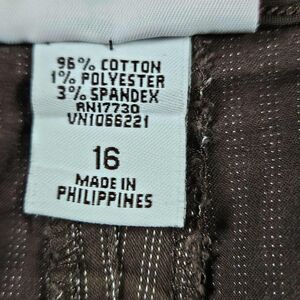 96% COTTON
1% POLYESTER
3% SPANDEX
RN17730
VN1066221
16
MADE IN
PHILIPPINES